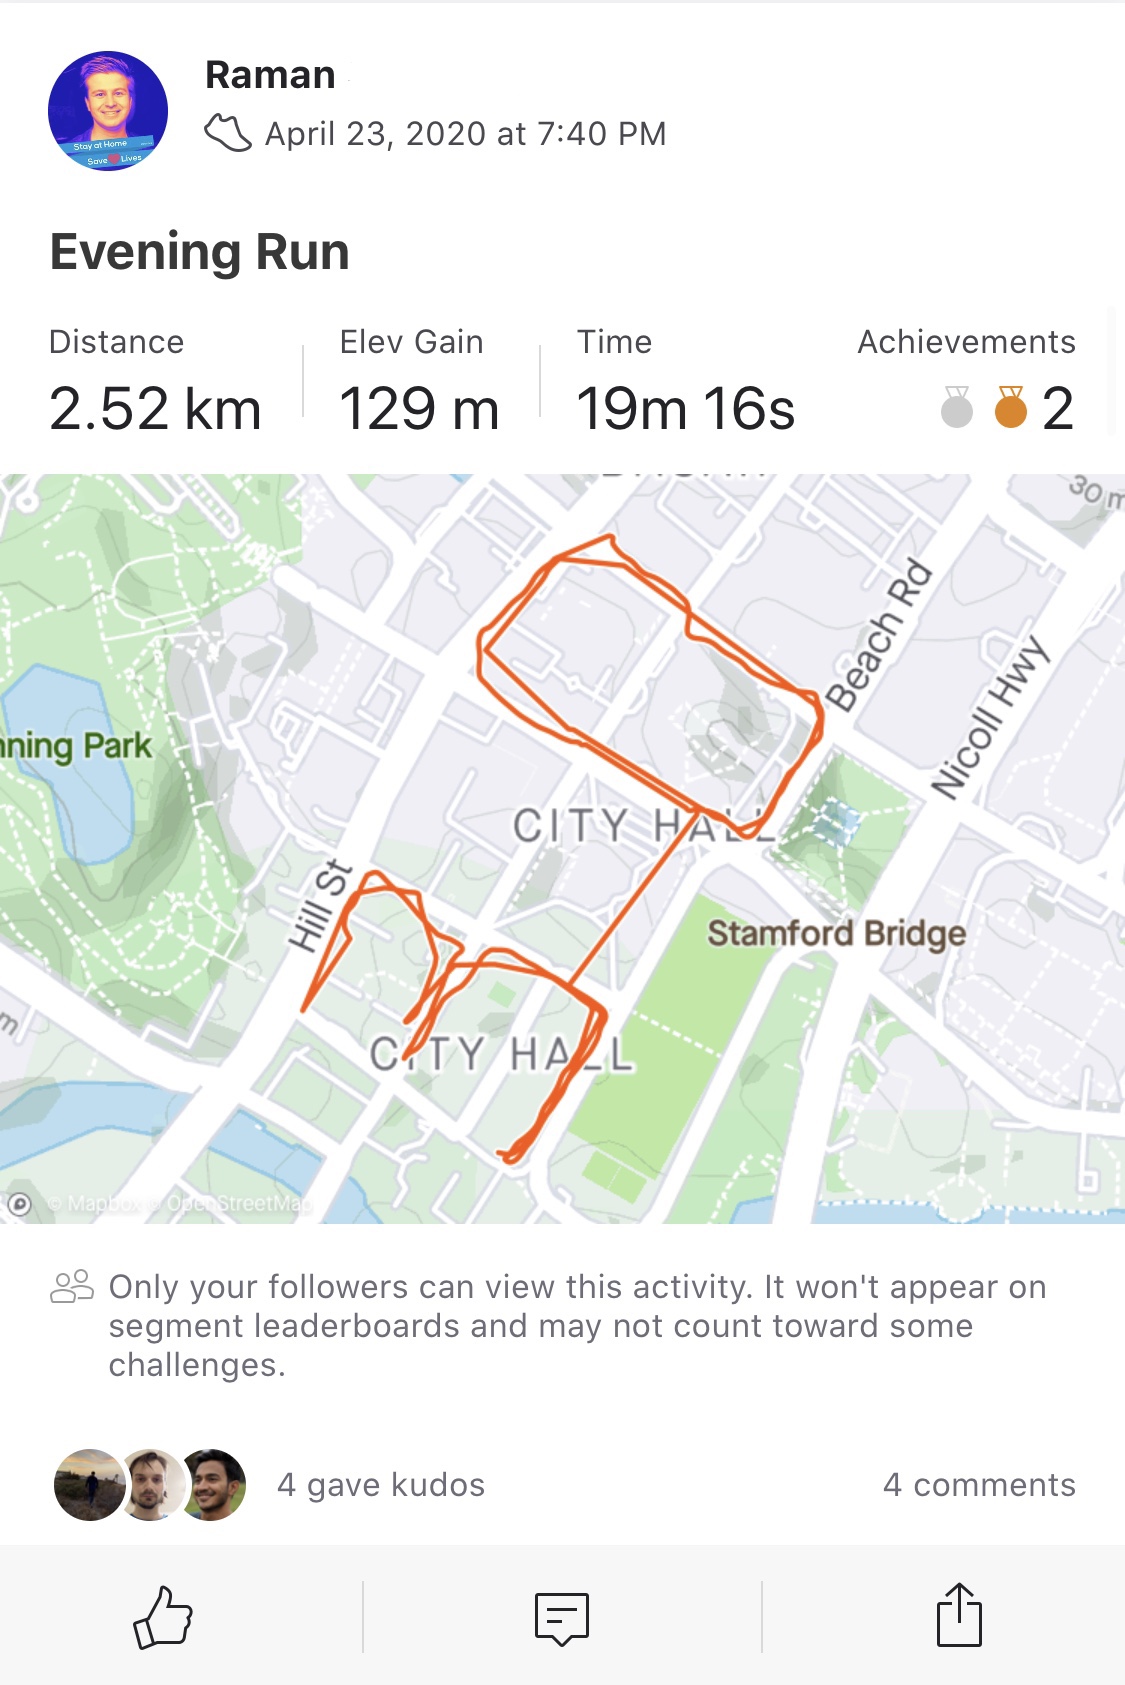 Raman
April 23, 2020 at 7:40 PM
Stay at Home
Save Lives
Evening Run
Distance
Elev Gain
Time
Achievements
2.52 km
129 m
19m 16s
2
30 m
Beach Rd
Nicoll Hwy
nning Park
CITY HALL
Hill St
Stamford Bridge
m
CITY HALL
© Mapbox © OpenStreetMap
Only your followers can view this activity. It won't appear on
segment leaderboards and may not count toward some
challenges.
4 gave kudos
4 comments